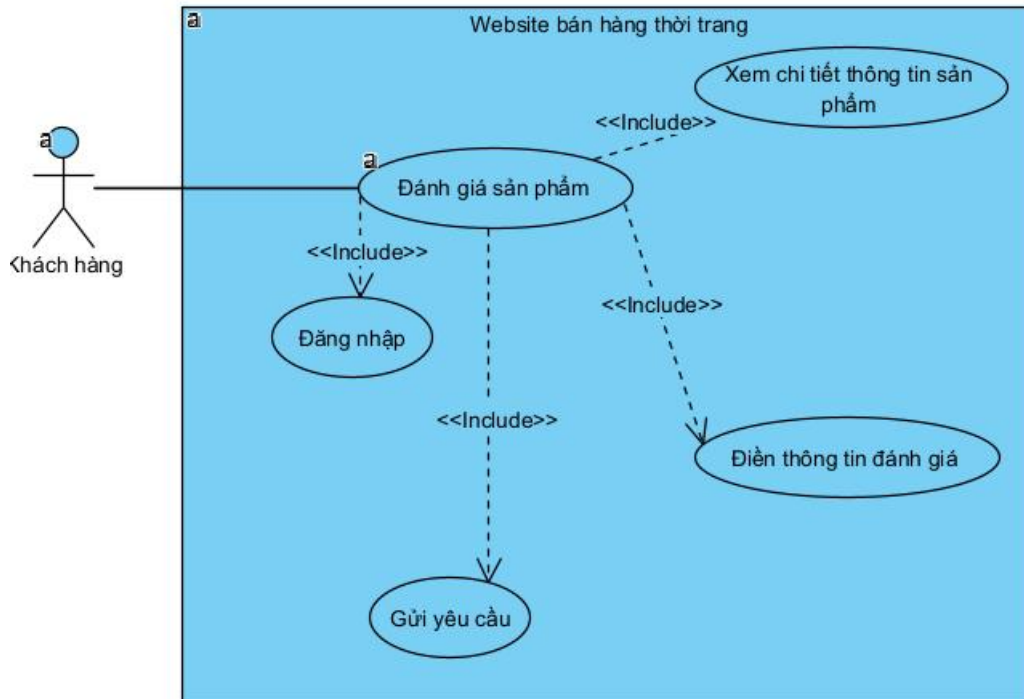 a
Website bán hàng thời trang
Xem chi tiết thông tin sản
phẩm
<<Include>>
a
a
Đánh giá sản phẩm
<<Include>>
Khách hàng
<<Include>>
Đăng nhập
<<Include>>
Điền thông tin đánh giá
Gửi yêu cầu